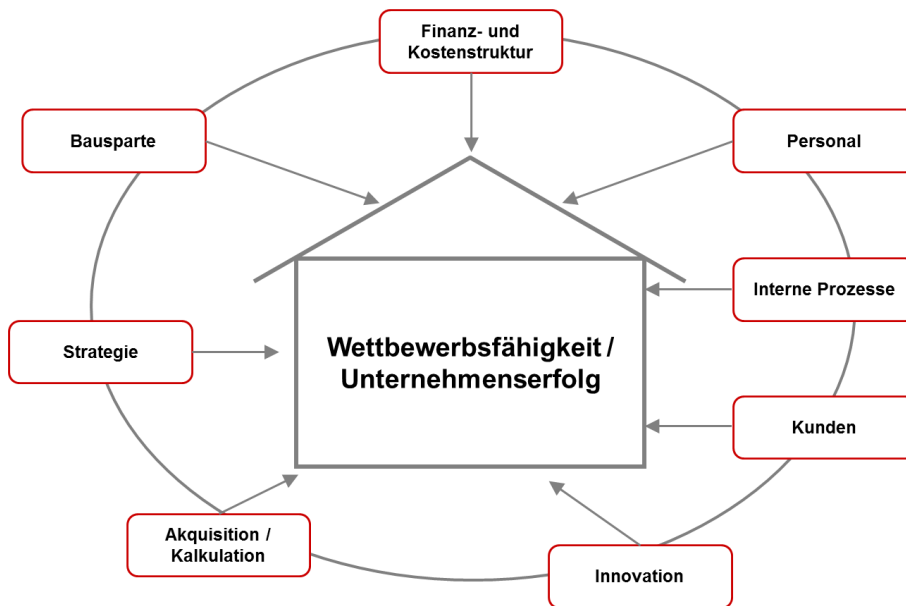 Finanz- und
Kostenstruktur
Bausparte
Personal
Interne Prozesse
Strategie
Wettbewerbsfähigkeit /
Unternehmenserfolg
Kunden
Akquisition /
Kalkulation
Innovation